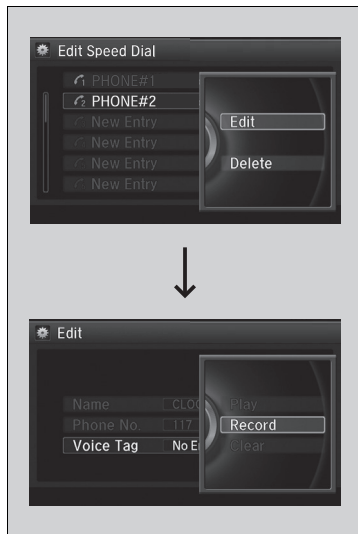 Edit Speed Dial
PHONE#1
PHONE#2
New Entry
New Entry
New Entry
New Entry
Edit
Delete
Edit
Name CLOC
Phone No. 117
Voice Tag No E
Play
Record
Clear